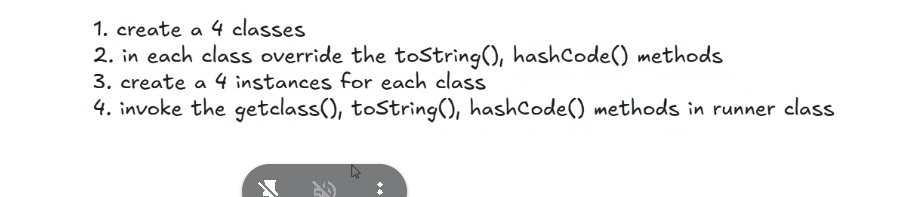 1. create a 4 classes
2. in each class override the toString(), hashCode() methods
3. create a 4 instances for each class
4. invoke the getclass(), toString(), hashCode() methods in runner class